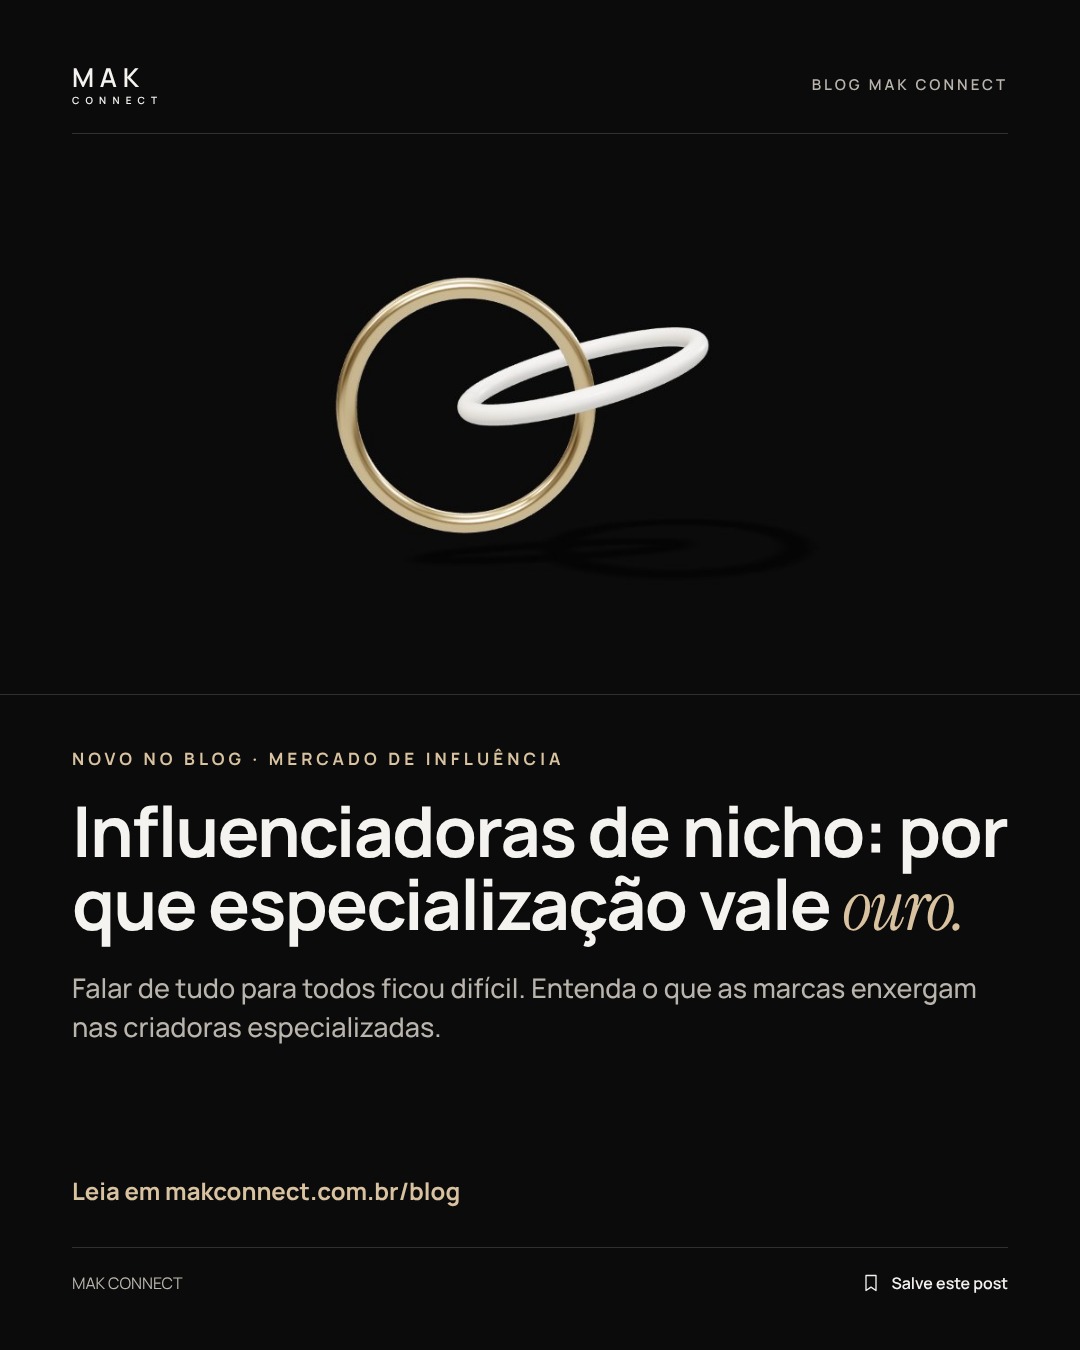 MAK
CONNECT
BLOG MAK CONNECT
NOVO NO BLOG · MERCADO DE INFLUÊNCIA
Influenciadoras de nicho: por
que especialização vale ouro.
Falar de tudo para todos ficou difícil. Entenda o que as marcas enxergam
nas criadoras especializadas.
Leia em makconnect.com.br/blog
MAK CONNECT
Salve este post